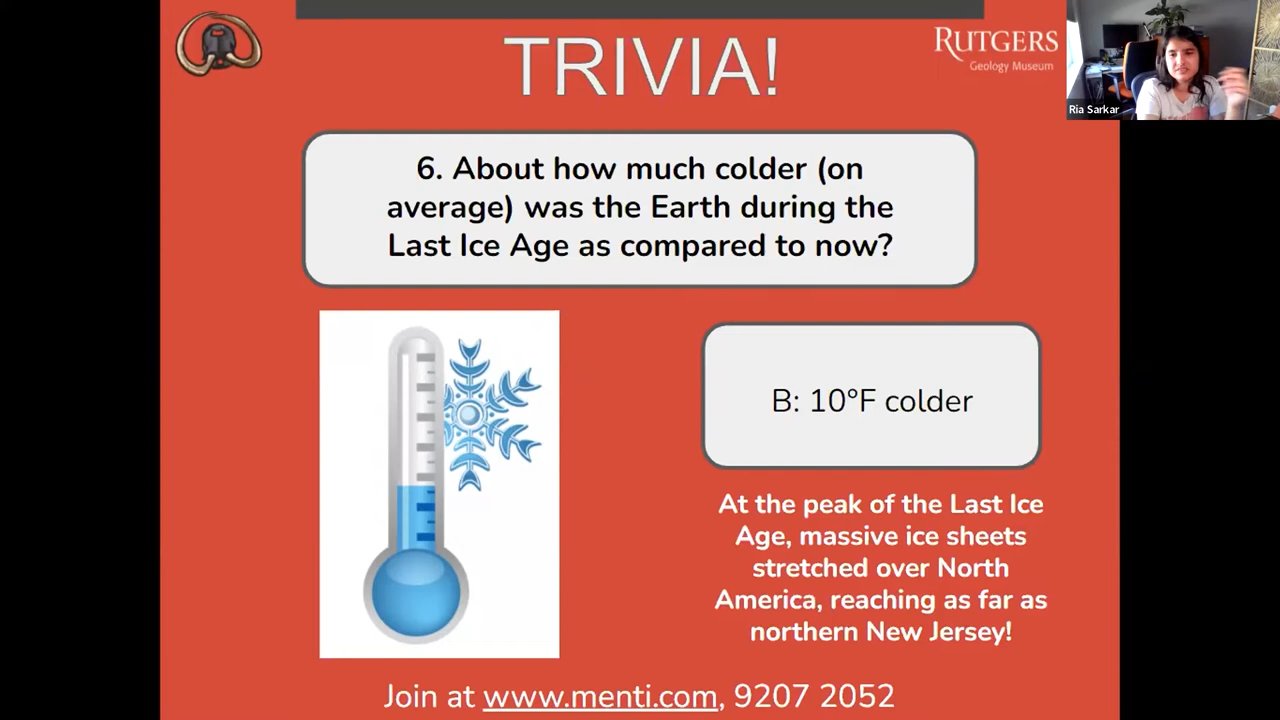 TRIVIA!
RUTGERS
Geology Museum
Ria Sarkar
6. About how much colder (on
average) was the Earth during the
Last Ice Age as compared to now?
B: 10°F colder
At the peak of the Last Ice
Age, massive ice sheets
stretched over North
America, reaching as far as
northern New Jersey!
Join at www.menti.com, 9207 2052